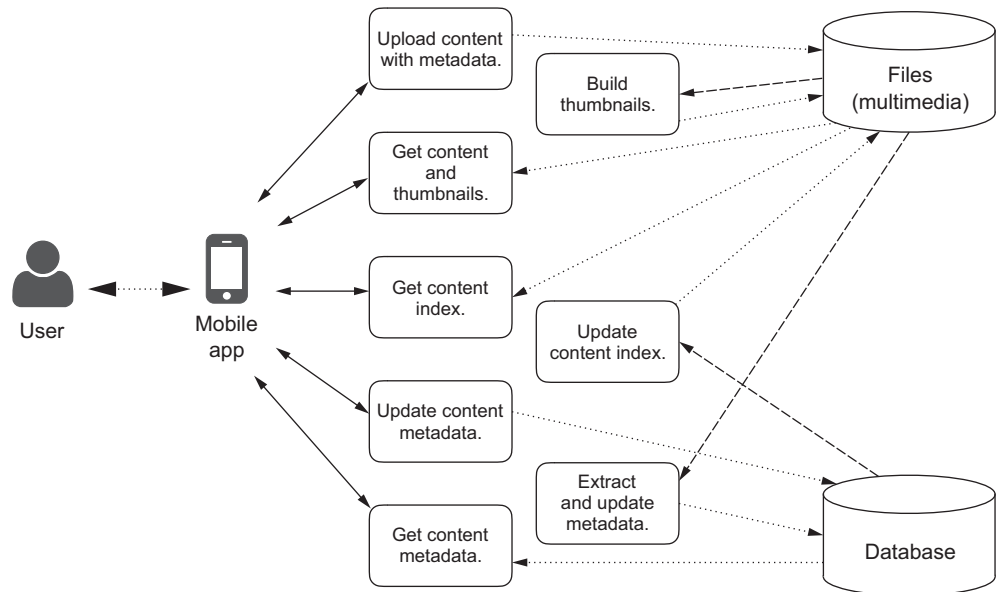 Upload content
with metadata.
Build
thumbnails.
Files
(multimedia)
Get content
and
thumbnails.
User
Mobile
app
Get content
index.
Update
content index.
Update content
metadata.
Extract
and update
metadata.
Get content
metadata.
Database